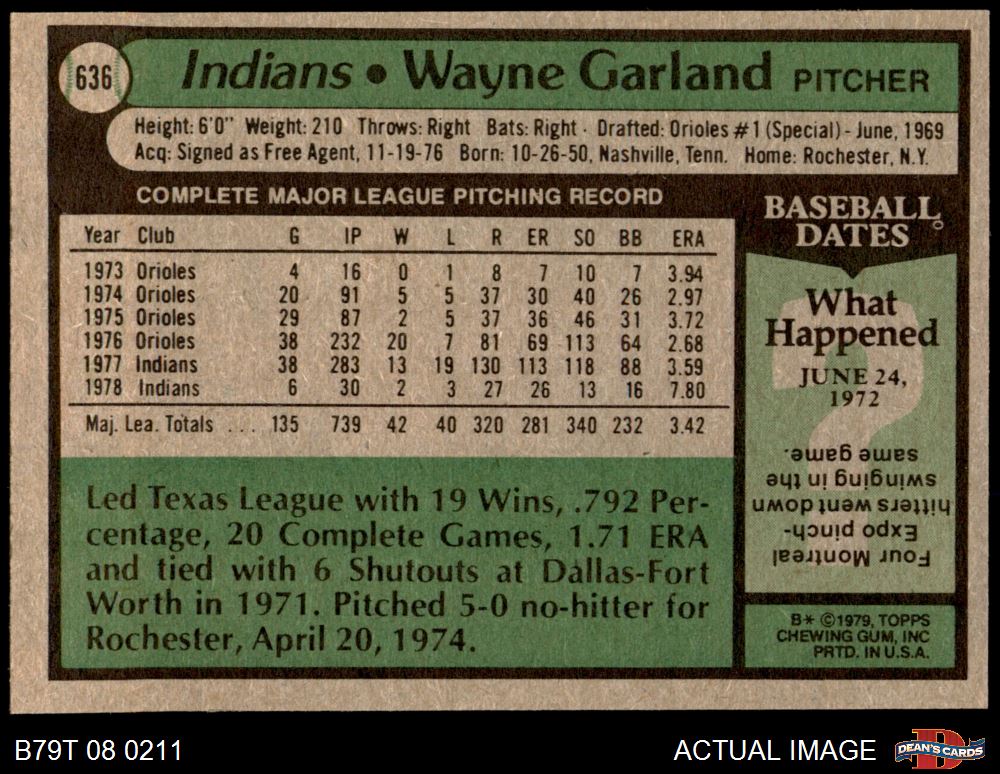 636
Indians • Wayne Garland PITCHER
Height: 6'0" Weight: 210 Throws: Right Bats: Right · Drafted: Orioles #1 (Special) - June, 1969
Acq: Signed as Free Agent, 11-19-76 Born: 10-26-50, Nashville, Tenn. Home: Rochester, N.Y.
COMPLETE MAJOR LEAGUE PITCHING RECORD
Year Club G IP W L R ER SO BB ERA
1973 Orioles 4 16 0 1 8 7 10 7 3.94
1974 Orioles 20 91 5 5 37 30 40 26 2.97
1975 Orioles 29 87 2 5 37 36 46 31 3.72
1976 Orioles 38 232 20 7 81 69 113 64 2.68
1977 Indians 38 283 13 19 130 113 118 88 3.59
1978 Indians 6 30 2 3 27 26 13 16 7.80
Maj. Lea. Totals ... 135 739 42 40 320 281 340 232 3.42
Led Texas League with 19 Wins, .792 Per-
centage, 20 Complete Games, 1.71 ERA
and tied with 6 Shutouts at Dallas-Fort
Worth in 1971. Pitched 5-0 no-hitter for
Rochester, April 20, 1974.
BASEBALL
DATES©
What
Happened
JUNE 24,
1972
Four Montreal
Expo pinch-
hitters went down
swinging in the
same game.
B* ©1979, TOPPS
CHEWING GUM, INC
PRTD. IN U.S.A.
B79T 08 0211
ACTUAL IMAGE
D
DEAN'S CARDS